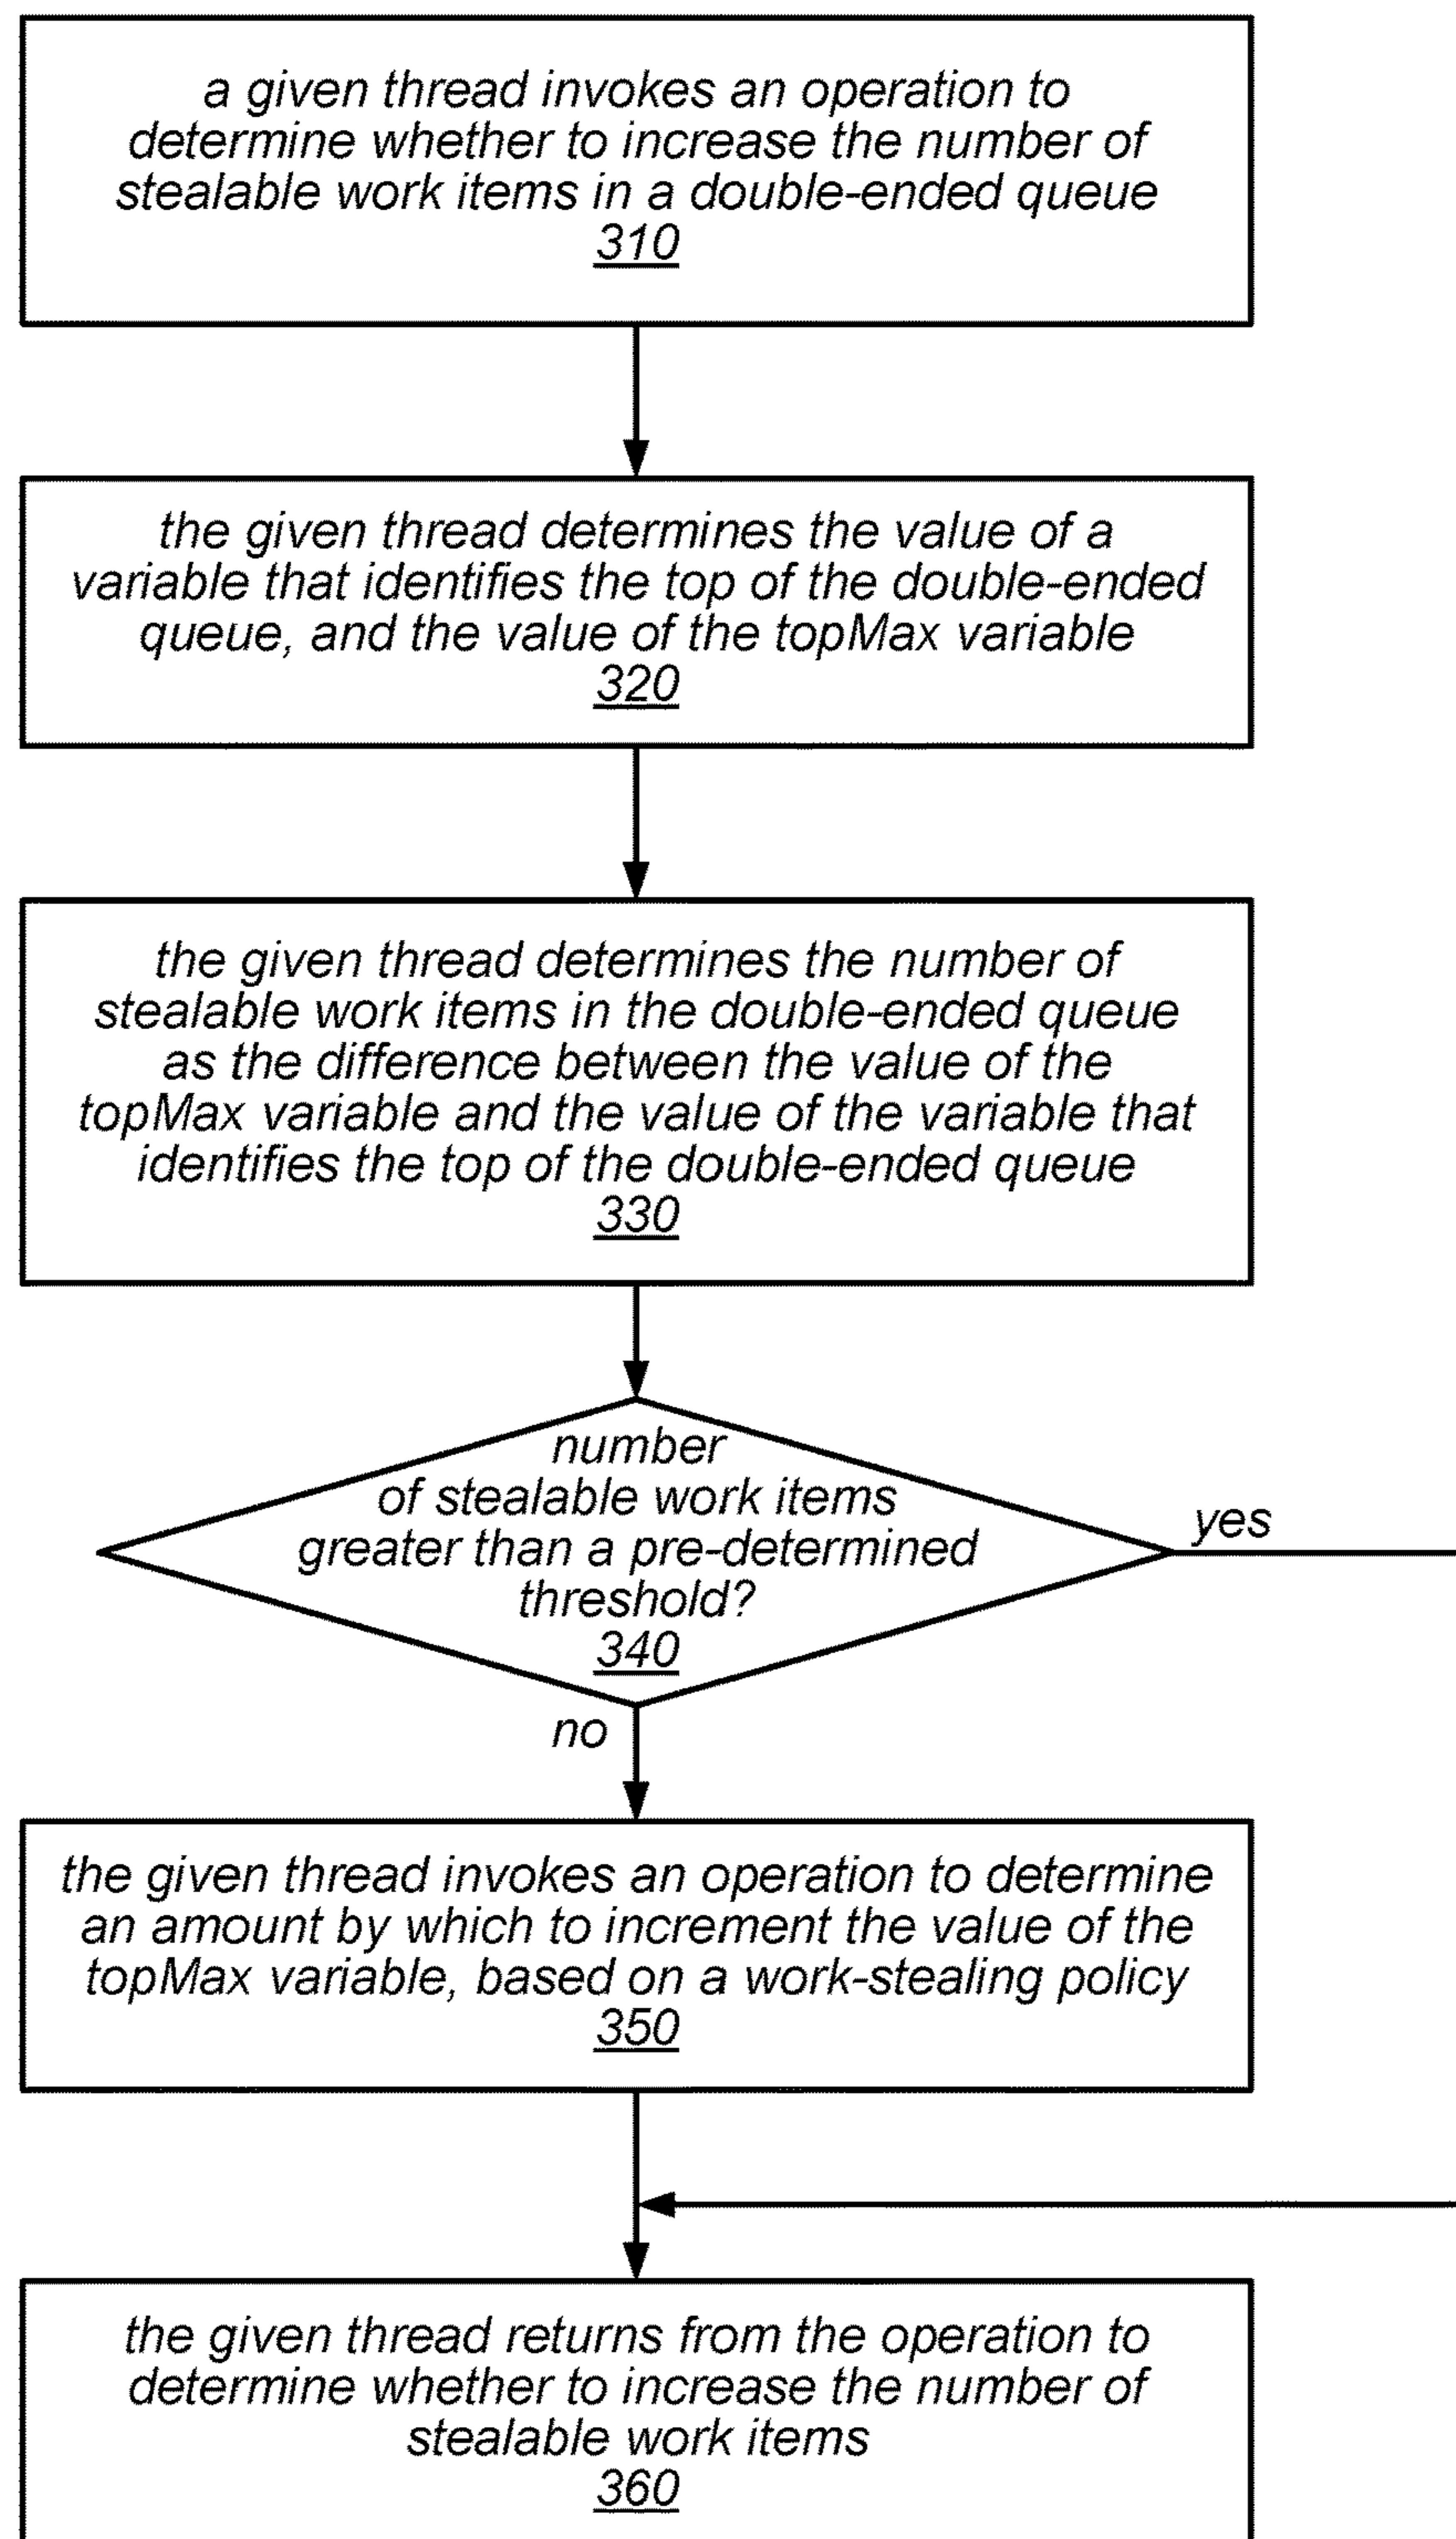 a given thread invokes an operation to
determine whether to increase the number of
stealable work items in a double-ended queue
310
the given thread determines the value of a
variable that identifies the top of the double-ended
queue, and the value of the topMax variable
320
the given thread determines the number of
stealable work items in the double-ended queue
as the difference between the value of the
topMax variable and the value of the variable that
identifies the top of the double-ended queue
330
number
of stealable work items
greater than a pre-determined
threshold?
340
yes
no
the given thread invokes an operation to determine
an amount by which to increment the value of the
topMax variable, based on a work-stealing policy
350
the given thread returns from the operation to
determine whether to increase the number of
stealable work items
360